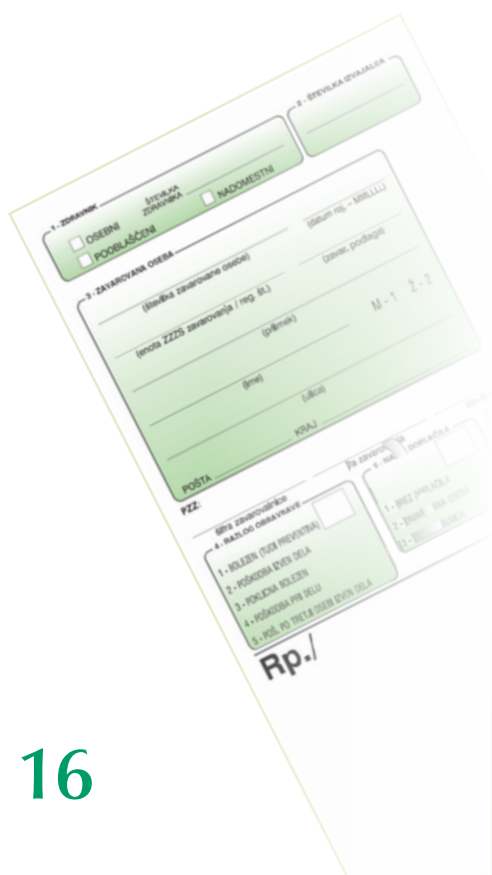 1 - ZDRAVNIK
2 - ŠTEVILKA IZVAJALCA
OSEBNI
ŠTEVILKA
ZDRAVNIKA
NADOMESTNI
POOBLAŠČENI
3 - ZAVAROVANA OSEBA
(številka zavarovane osebe)
(datum roj. – MMLLLL)
(enota ZZZS zavarovanja / reg. št.)
(zavar. podlaga)
(priimek)
M - 1 Ž - 2
(ime)
(ulica)
POŠTA KRAJ
PZZ:
šifra zavarovalnice
4 - RAZLOG OBRAVNAVE
1 - BOLEZEN (TUDI PREVENTIVA)
2 - POŠKODBA IZVEN DELA
3 - POKLICNA BOLEZEN
4 - POŠKODBA PRI DELU
5 - POŠ. PO TRETJI OSEBI IZVEN DELA
DOPLAČILA
1 - BREZ DOPLAČILA
Rp./
16